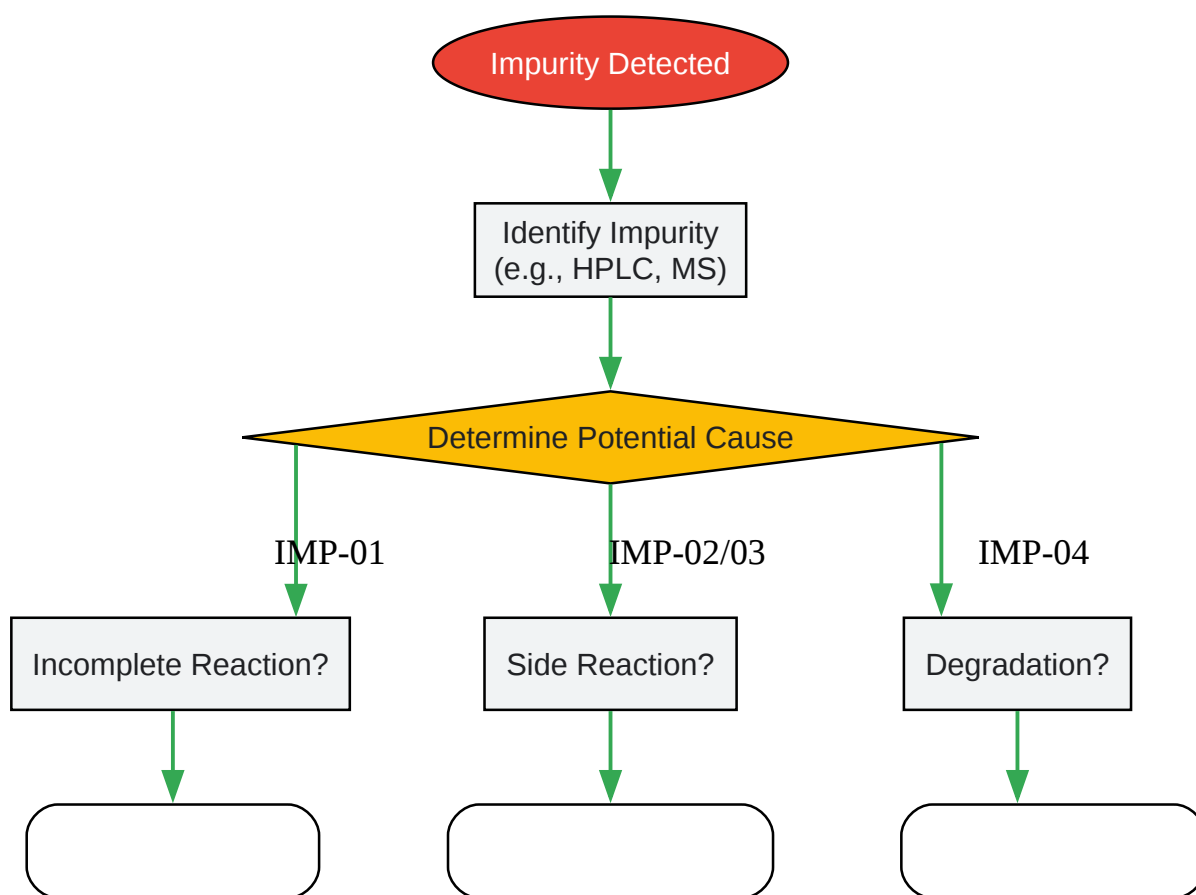 Impurity Detected
Identify Impurity
(e.g., HPLC, MS)
Determine Potential Cause
IMP-01
IMP-02/03
IMP-04
Incomplete Reaction?
Side Reaction?
Degradation?